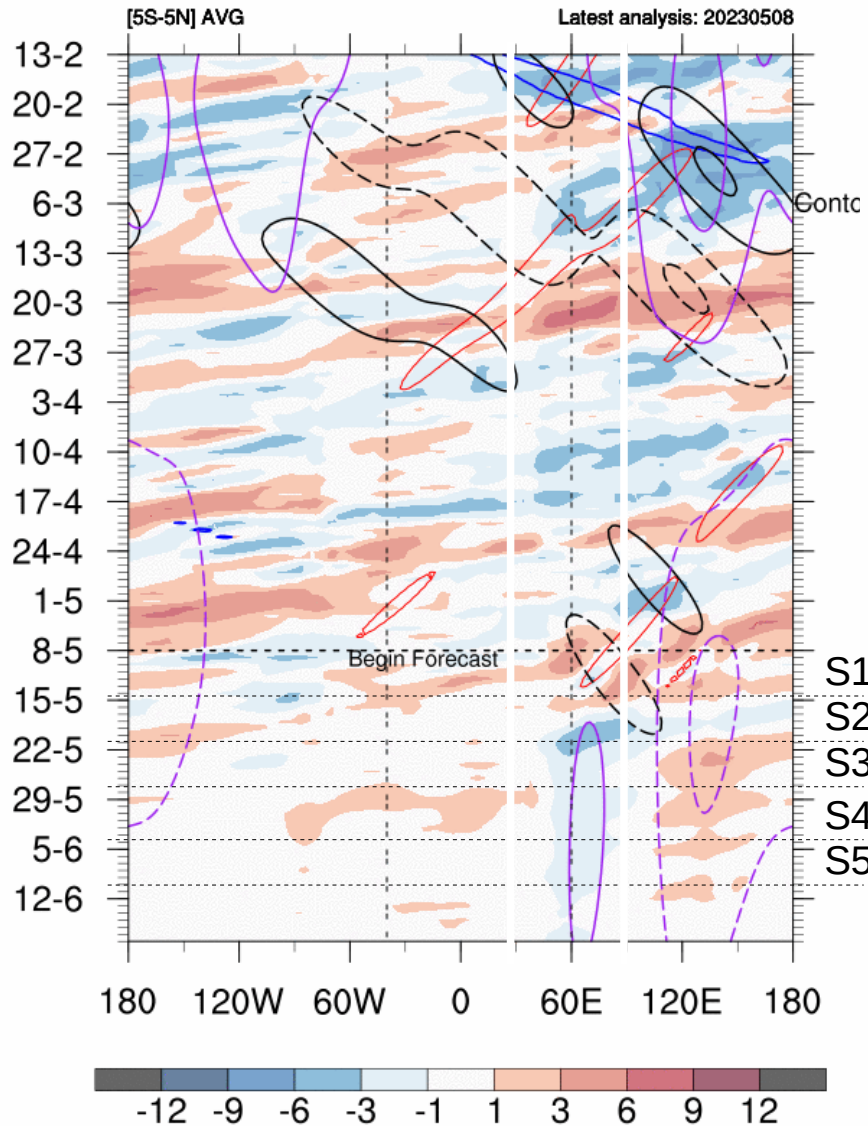 [5S-5N] AVG
Latest analysis: 20230508
13-2
20-2
27-2
6-3
Conto
13-3
20-3
27-3
3-4
10-4
17-4
24-4
1-5
8-5
Begin Forecast
S1
15-5
S2
22-5
S3
29-5
S4
5-6
S5
12-6
180 120W 60W 0 60E 120E 180
-12 -9 -6 -3 -1 1 3 6 9 12